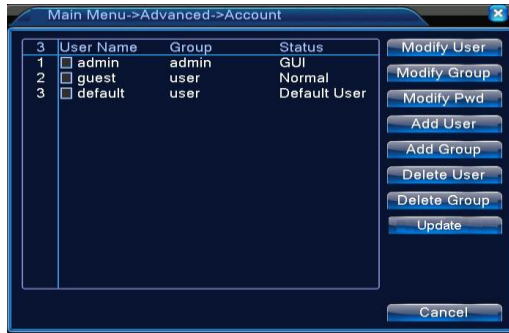 Main Menu->Advanced->Account
3 User Name Group Status
1 admin admin GUI
2 guest user Normal
3 default user Default User
Modify User
Modify Group
Modify Pwd
Add User
Add Group
Delete User
Delete Group
Update
Cancel